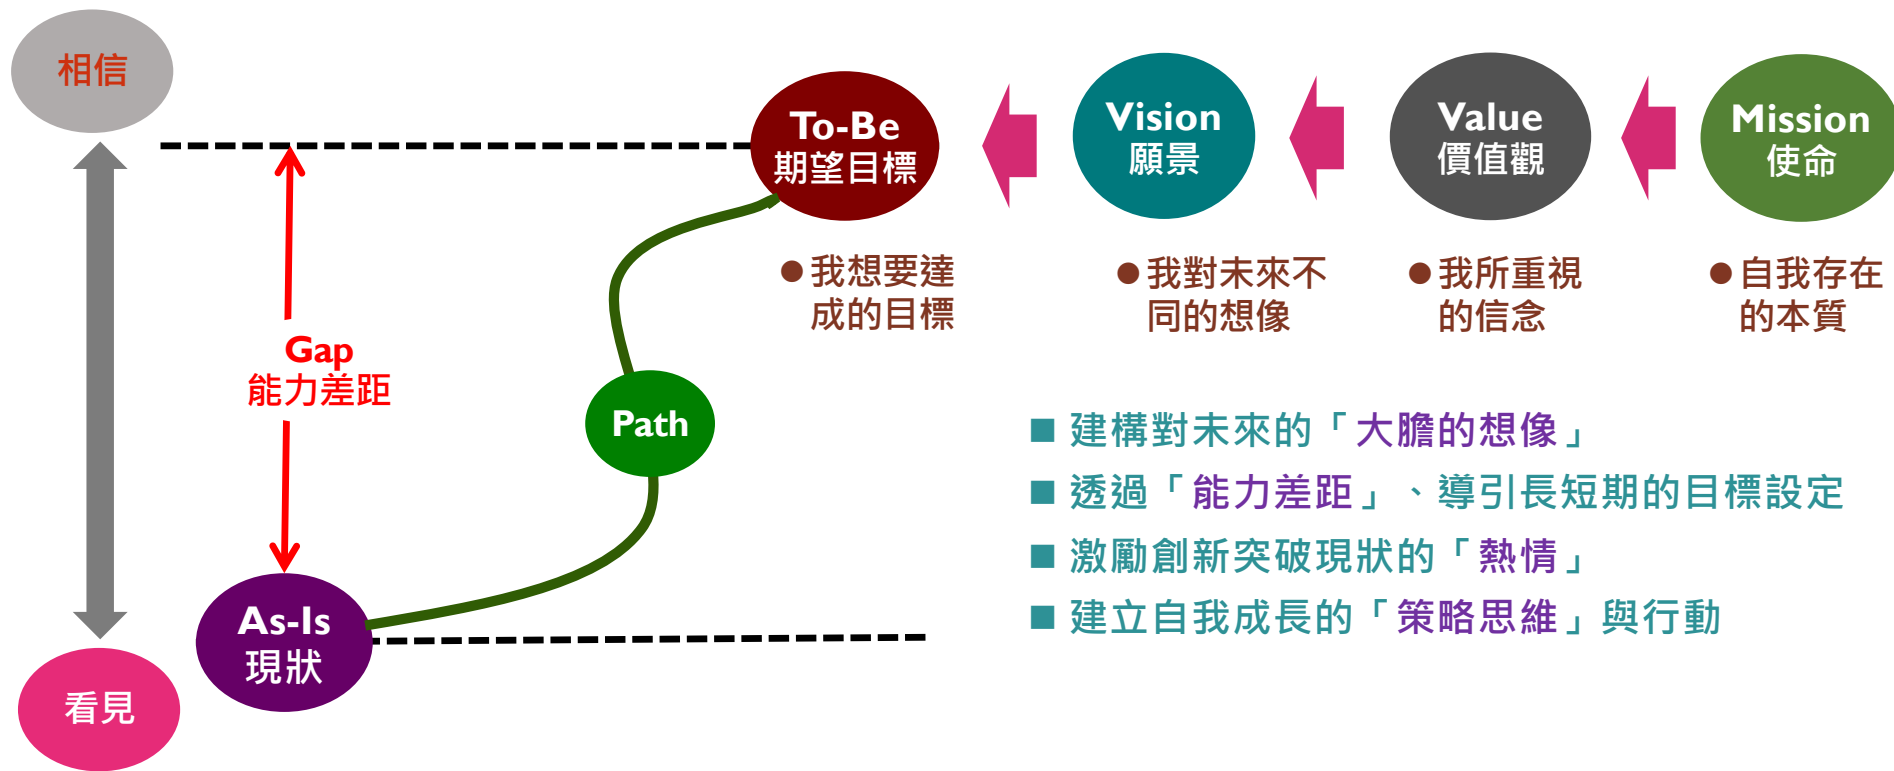 相信
To-Be
期望目標
Vision
願景
Value
價值觀
Mission
使命
●我想要達
成的目標
●我對未來不
同的想像
●我所重視
的信念
●自我存在
的本質
Gap
能力差距
Path
■ 建構對未來的「大膽的想像」
■ 透過「能力差距」、導引長短期的目標設定
■ 激勵創新突破現狀的「熱情」
■ 建立自我成長的「策略思維」與行動
As-Is
現狀
看見